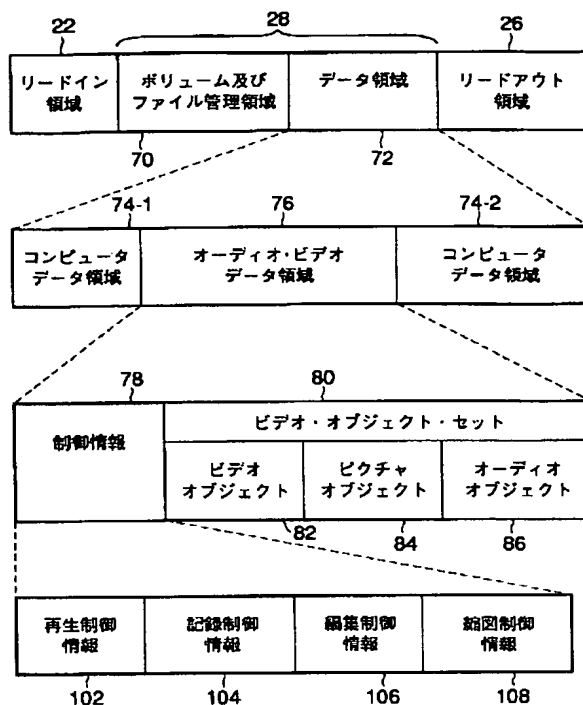 22
28
26
リードイン
領域
ボリューム及び
ファイル管理領域
データ領域
リードアウト
領域
70
72
74-1
76
74-2
コンピュータ
データ領域
オーディオ・ビデオ
データ領域
コンピュータ
データ領域
78
80
制御情報
ビデオ・オブジェクト・セット
ビデオ
オブジェクト
ピクチャ
オブジェクト
オーディオ
オブジェクト
82
84
86
再生制御
情報
記録制御
情報
編集制御
情報
縮図制御
情報
102
104
106
108